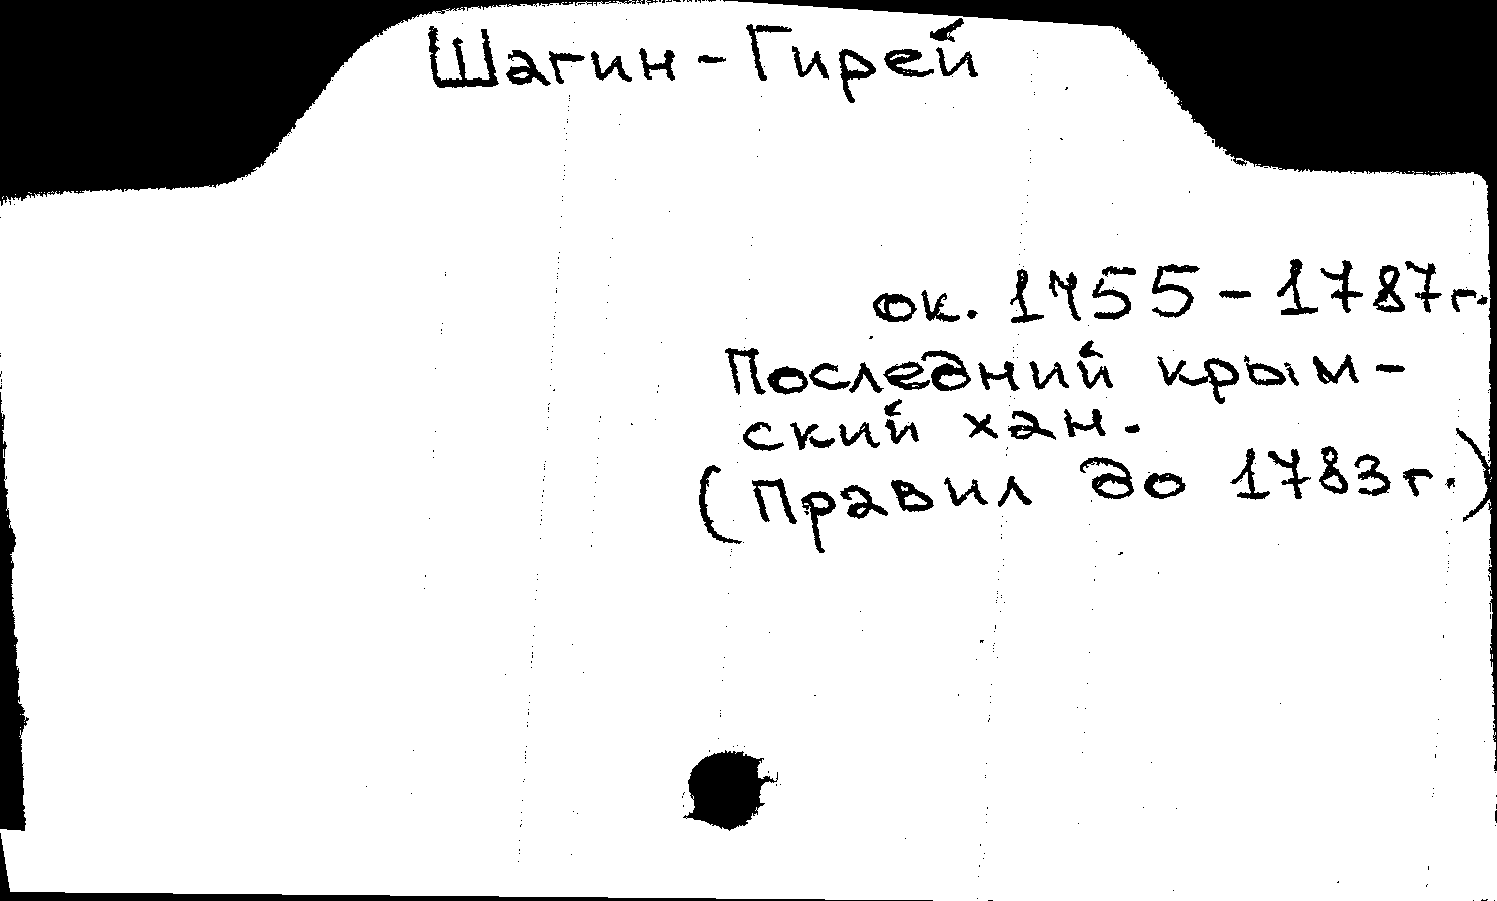 Шагин-Гирей
ок. 1755-1787г.
Последний крым-
ский хан.
(Правил до 1783г.)